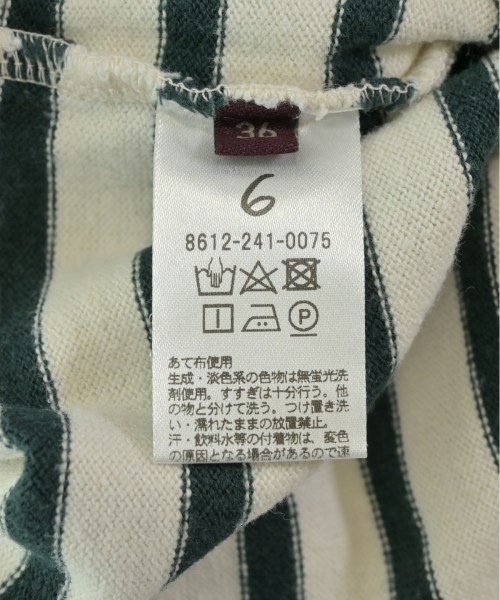 36
6
8612-241-0075
P
あて布使用
生成・淡色系の色物は無蛍光洗
剤使用。すすぎは十分行う。他
の物と分けて洗う。つけ置き洗
い・濡れたままの放置禁止。
汗・飲料水等の付着物は、変色
の原因となる場合があるので速